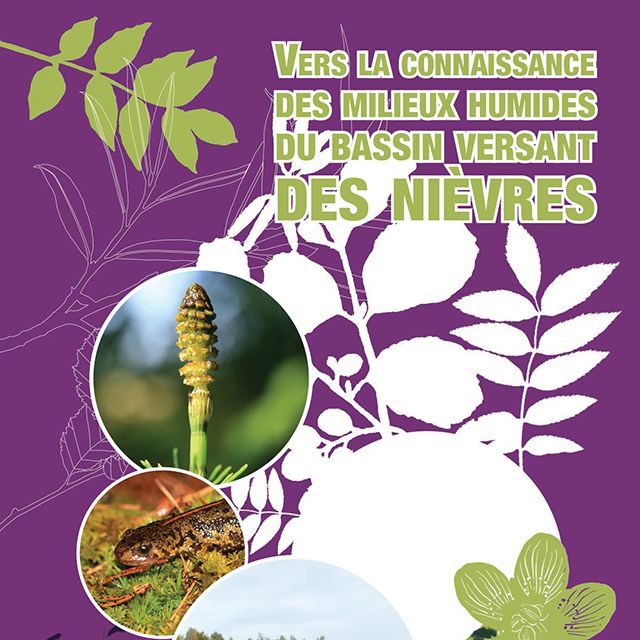 VERS LA CONNAISSANCE
DES MILIEUX HUMIDES
DU BASSIN VERSANT
DES NIÈVRES